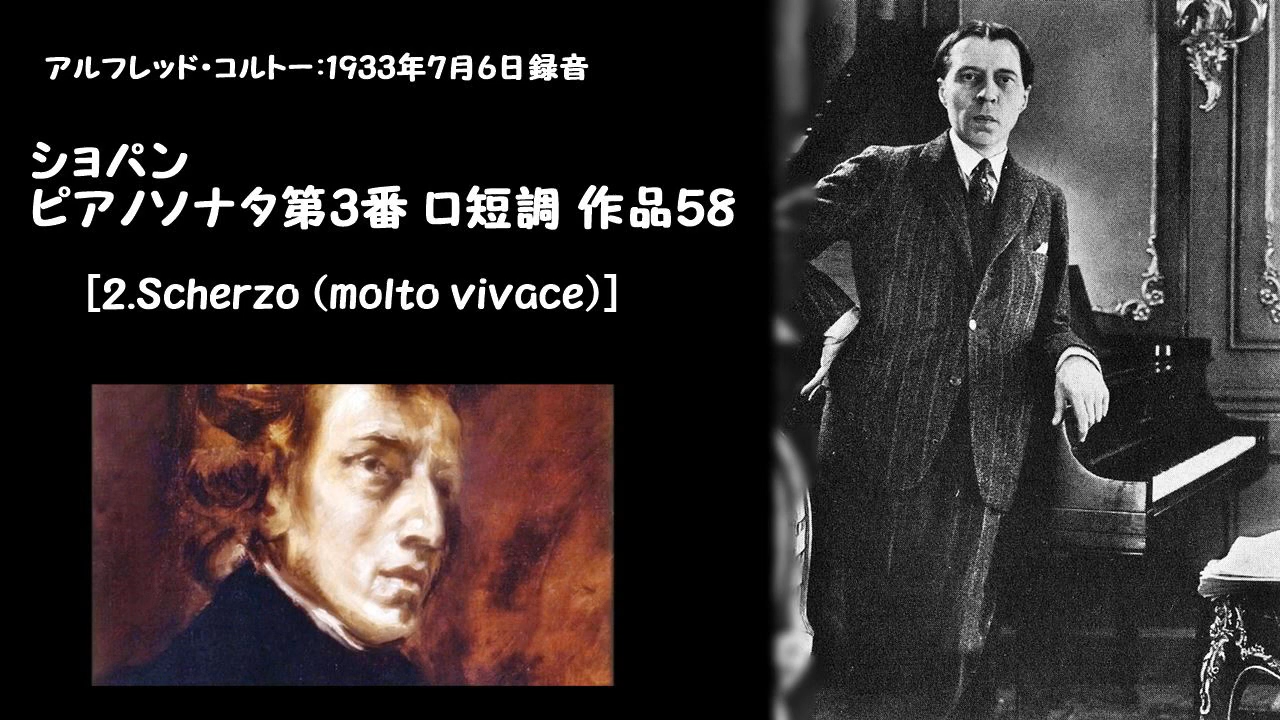 アルフレッド・コルトー：1933年7月6日録音
ショパン
ピアノソナタ第3番 ロ短調 作品58
[2.Scherzo (molto vivace)]